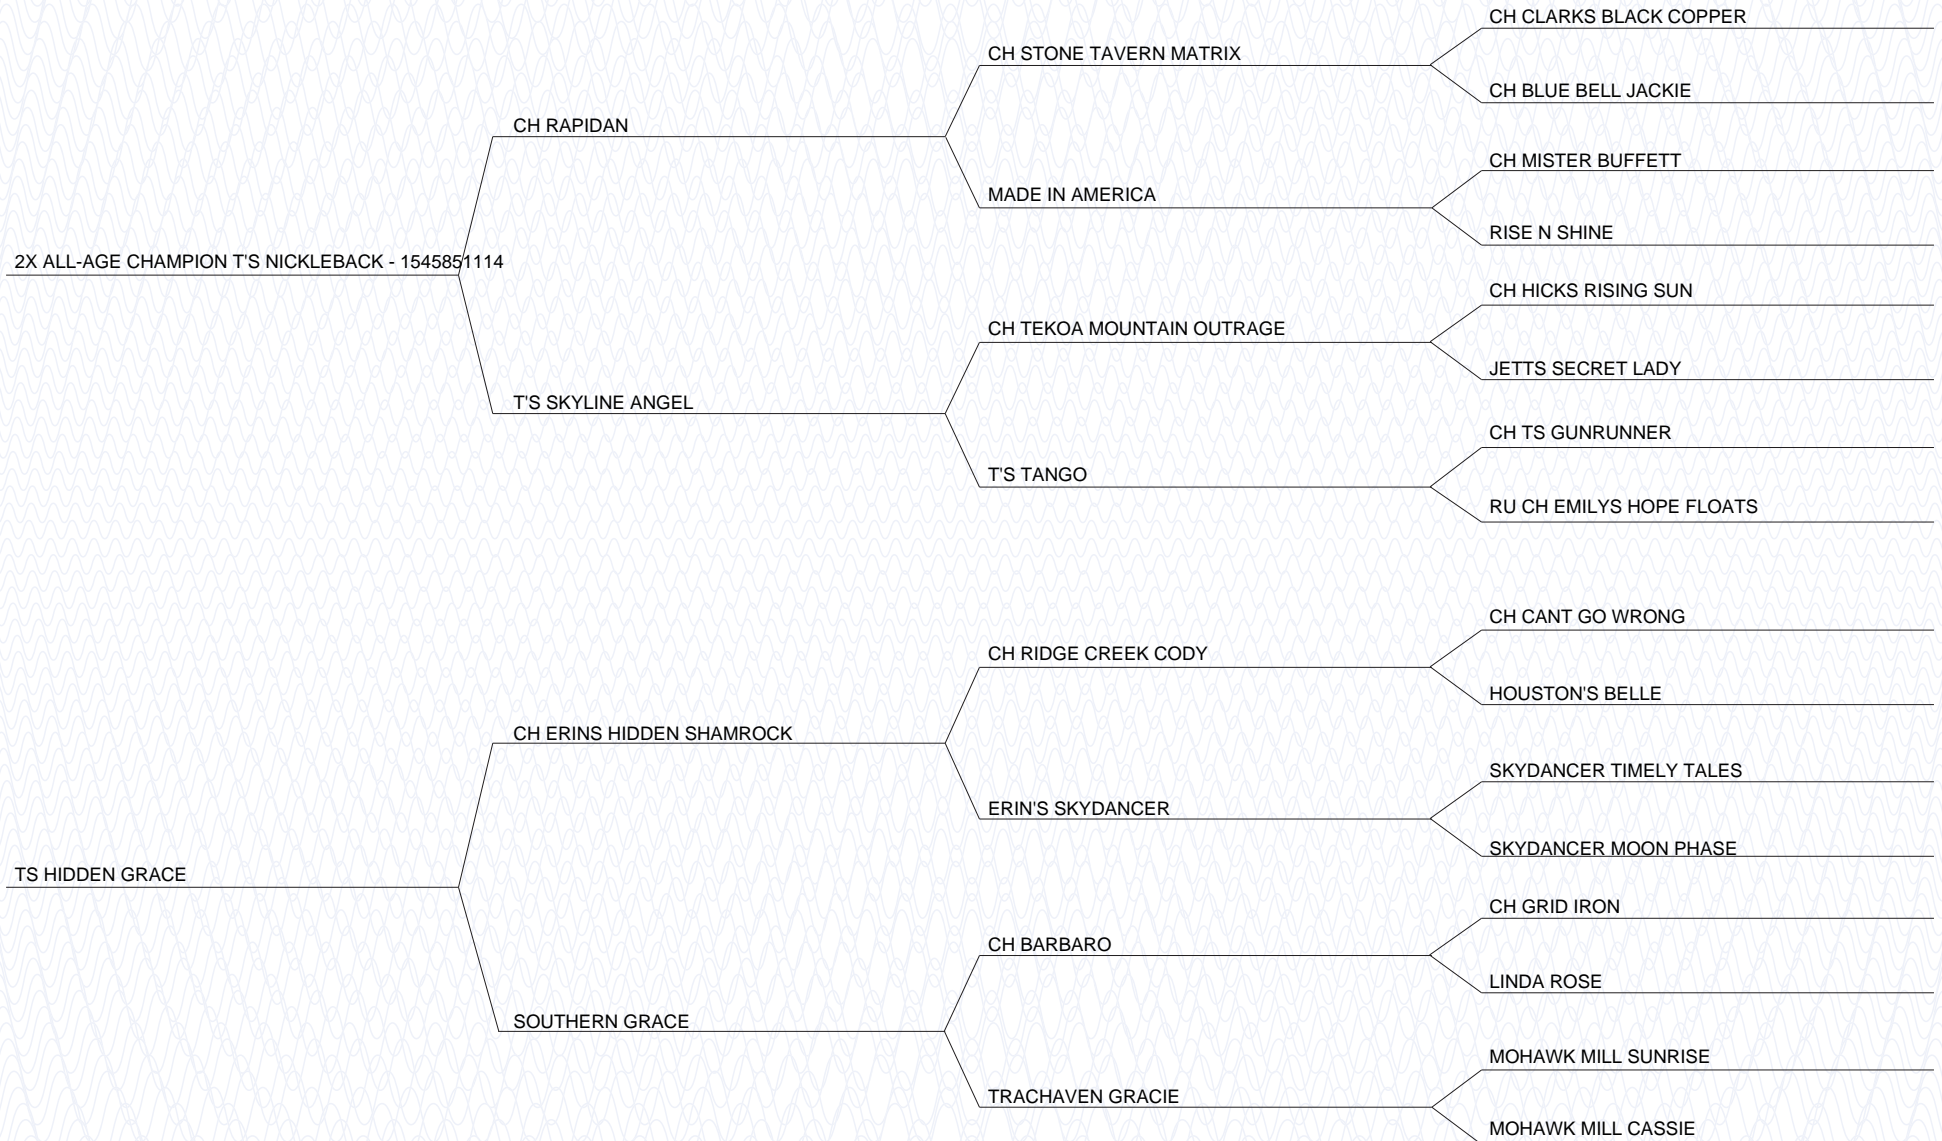 CH CLARKS BLACK COPPER
CH STONE TAVERN MATRIX
CH BLUE BELL JACKIE
CH RAPIDAN
CH MISTER BUFFETT
MADE IN AMERICA
RISE N SHINE
2X ALL-AGE CHAMPION T'S NICKLEBACK - 1545851114
CH HICKS RISING SUN
CH TEKOA MOUNTAIN OUTRAGE
JETTS SECRET LADY
T'S SKYLINE ANGEL
CH TS GUNRUNNER
T'S TANGO
RU CH EMILYS HOPE FLOATS
CH CANT GO WRONG
CH RIDGE CREEK CODY
HOUSTON'S BELLE
CH ERINS HIDDEN SHAMROCK
SKYDANCER TIMELY TALES
ERIN'S SKYDANCER
SKYDANCER MOON PHASE
TS HIDDEN GRACE
CH GRID IRON
CH BARBARO
LINDA ROSE
SOUTHERN GRACE
MOHAWK MILL SUNRISE
TRACHAVEN GRACIE
MOHAWK MILL CASSIE